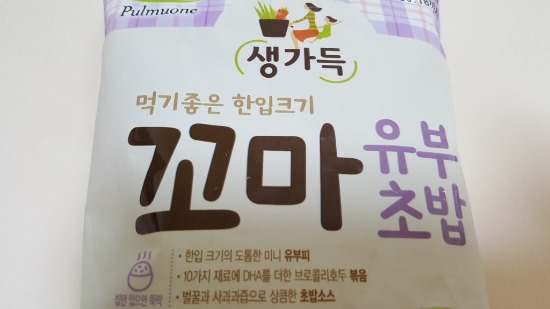 Pulmuone
생가득
먹기좋은 한입크기
꼬마 유부
초밥
• 한입 크기의 도톰한 미니 유부피
• 10가지 재료에 DHA를 더한 브로콜리호두 볶음
• 벌꿀과 사과과즙으로 상큼한 초밥소스